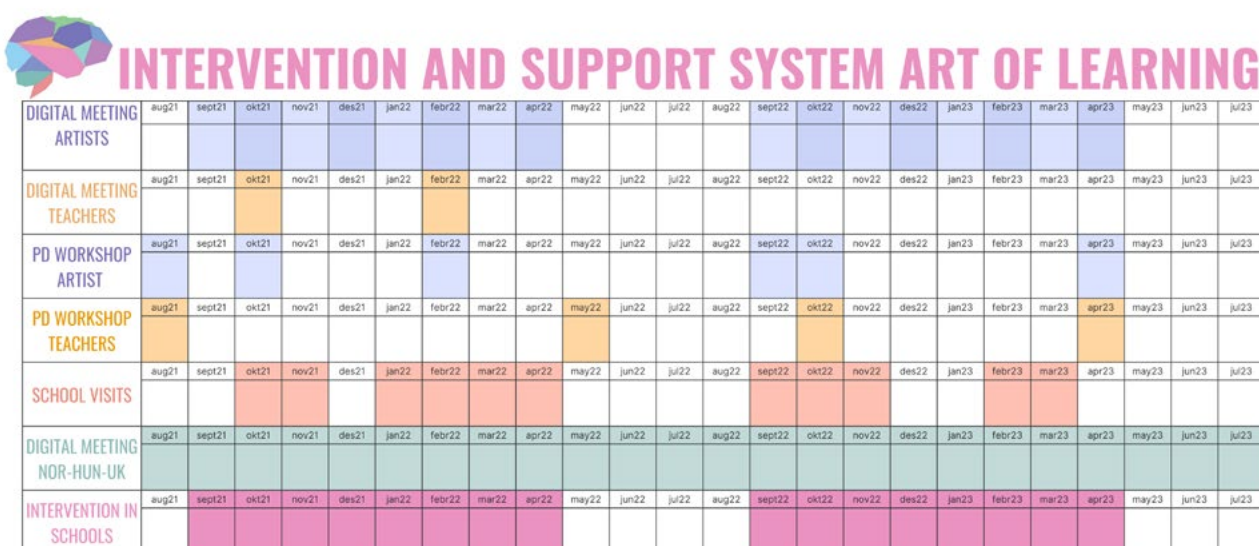 INTERVENTION AND SUPPORT SYSTEM ART OF LEARNING
DIGITAL MEETING
ARTISTS
aug21 sept21 okt21 nov21 des21 jan22 febr22 mar22 apr22 may22 jun22 jul22 aug22 sept22 okt22 nov22 des22 jan23 febr23 mar23 apr23 may23 jun23 jul23
DIGITAL MEETING
TEACHERS
aug21 sept21 okt21 nov21 des21 jan22 febr22 mar22 apr22 may22 jun22 jul22 aug22 sept22 okt22 nov22 des22 jan23 febr23 mar23 apr23 may23 jun23 jul23
PD WORKSHOP
ARTIST
aug21 sept21 okt21 nov21 des21 jan22 febr22 mar22 apr22 may22 jun22 jul22 aug22 sept22 okt22 nov22 des22 jan23 febr23 mar23 apr23 may23 jun23 jul23
PD WORKSHOP
TEACHERS
aug21 sept21 okt21 nov21 des21 jan22 febr22 mar22 apr22 may22 jun22 jul22 aug22 sept22 okt22 nov22 des22 jan23 febr23 mar23 apr23 may23 jun23 jul23
SCHOOL VISITS
aug21 sept21 okt21 nov21 des21 jan22 febr22 mar22 apr22 may22 jun22 jul22 aug22 sept22 okt22 nov22 des22 jan23 febr23 mar23 apr23 may23 jun23 jul23
DIGITAL MEETING
NOR-HUN-UK
aug21 sept21 okt21 nov21 des21 jan22 febr22 mar22 apr22 may22 jun22 jul22 aug22 sept22 okt22 nov22 des22 jan23 febr23 mar23 apr23 may23 jun23 jul23
INTERVENTION IN
SCHOOLS
aug21 sept21 okt21 nov21 des21 jan22 febr22 mar22 apr22 may22 jun22 jul22 aug22 sept22 okt22 nov22 des22 jan23 febr23 mar23 apr23 may23 jun23 jul23